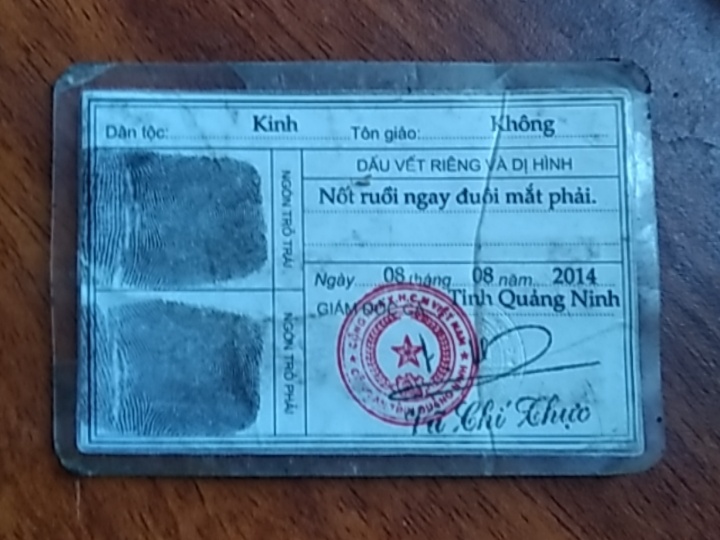 Dân tộc: Kinh Tôn giáo: Không
NGÓN TRỎ TRÁI
DẤU VẾT RIÊNG VÀ DỊ HÌNH
Nốt ruồi ngay đuôi mắt phải.
Ngày 08 tháng 08 năm 2014
GIÁM ĐỐC CA Tỉnh Quảng Ninh
NGÓN TRỎ PHẢI
Vũ Chí Thực